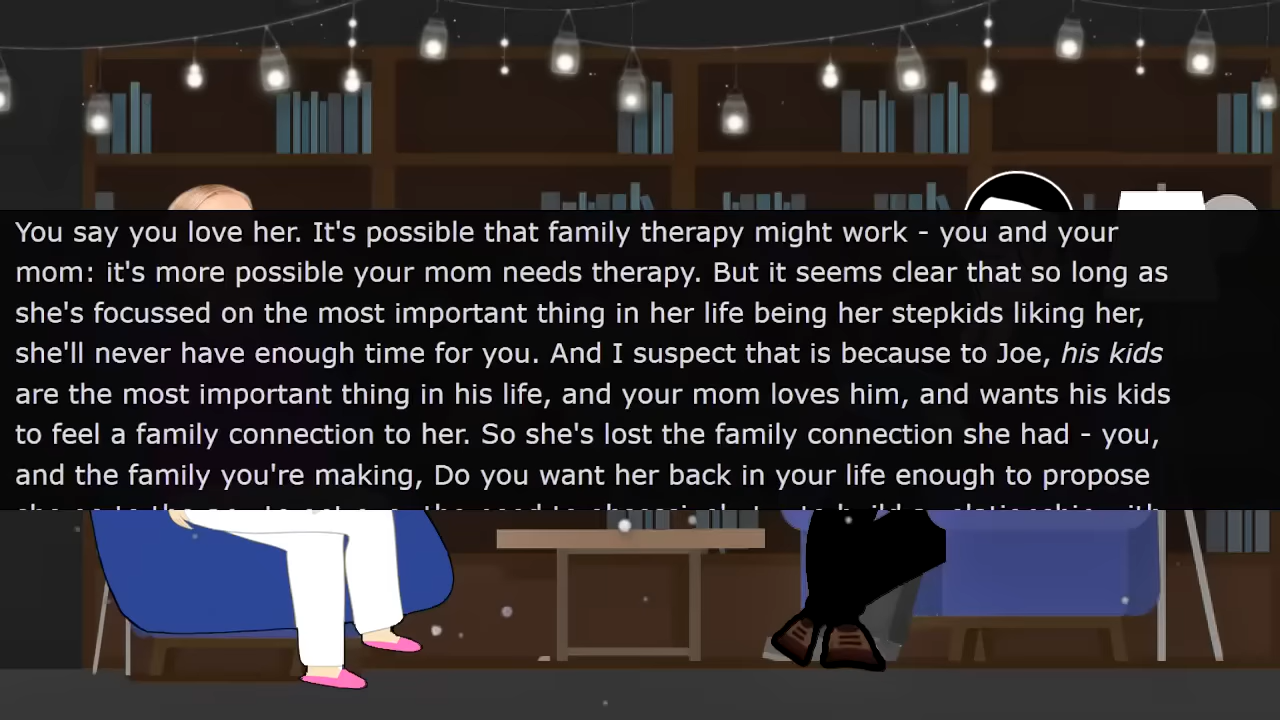 You say you love her. It's possible that family therapy might work - you and your
mom: it's more possible your mom needs therapy. But it seems clear that so long as
she's focussed on the most important thing in her life being her stepkids liking her,
she'll never have enough time for you. And I suspect that is because to Joe, his kids
are the most important thing in his life, and your mom loves him, and wants his kids
to feel a family connection to her. So she's lost the family connection she had - you,
and the family you're making, Do you want her back in your life enough to propose